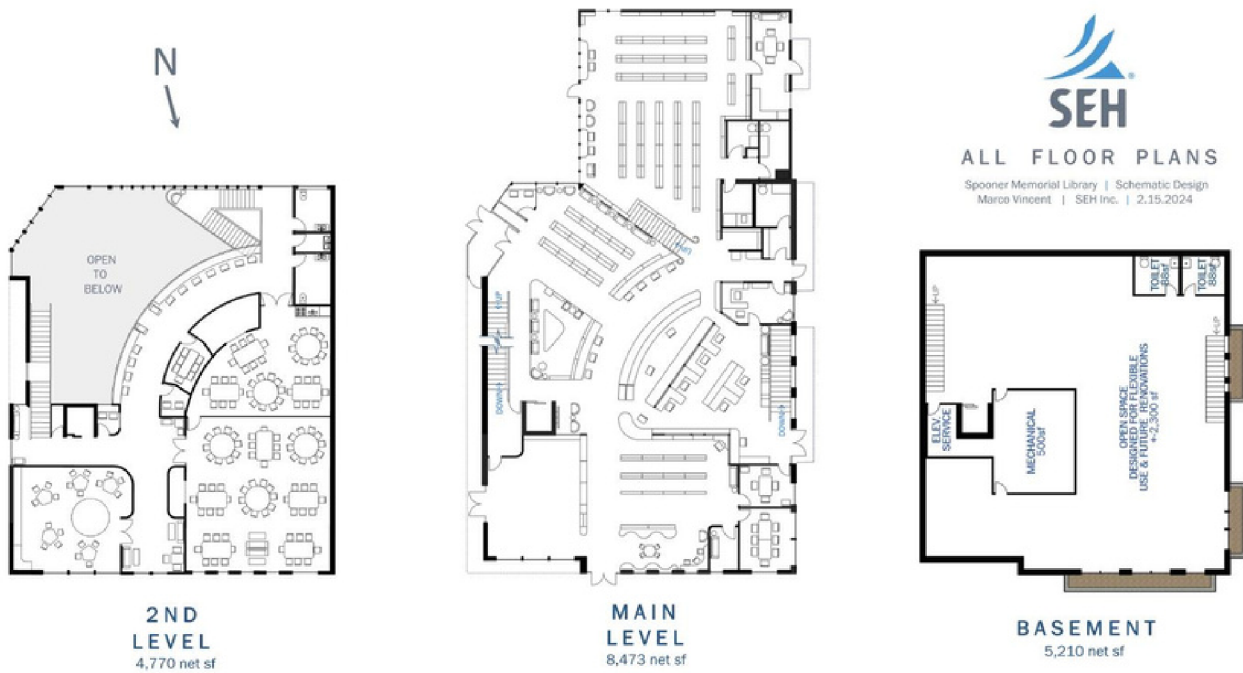 N
SEH
ALL FLOOR PLANS
Spooner Memorial Library | Schematic Design
Marco Vincent | SEH Inc. | 2.15.2024
OPEN
TO
BELOW
2ND
LEVEL
4,770 net sf
UP
UP
UP
DOWN
DOWN
MAIN
LEVEL
8,473 net sf
TOILET
88sf
TOILET
88sf
UP
UP
ELEV.
SERVICE
MECHANICAL
500sf
OPEN SPACE
DESIGNED FOR FLEXIBLE
USE & FUTURE RENOVATIONS
+-2,300 sf
BASEMENT
5,210 net sf